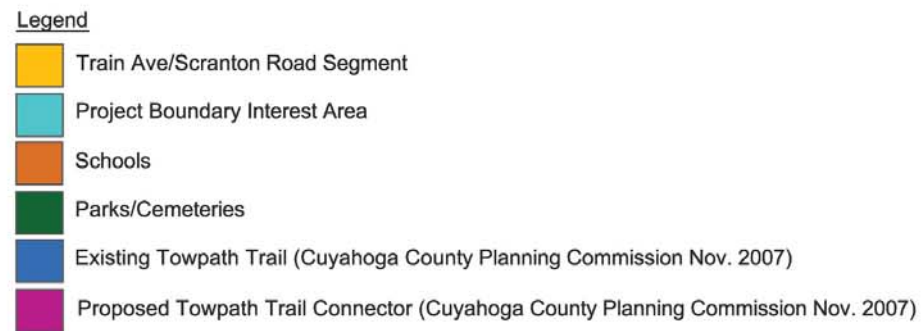 Legend
Train Ave/Scranton Road Segment
Project Boundary Interest Area
Schools
Parks/Cemeteries
Existing Towpath Trail (Cuyahoga County Planning Commission Nov. 2007)
Proposed Towpath Trail Connector (Cuyahoga County Planning Commission Nov. 2007)